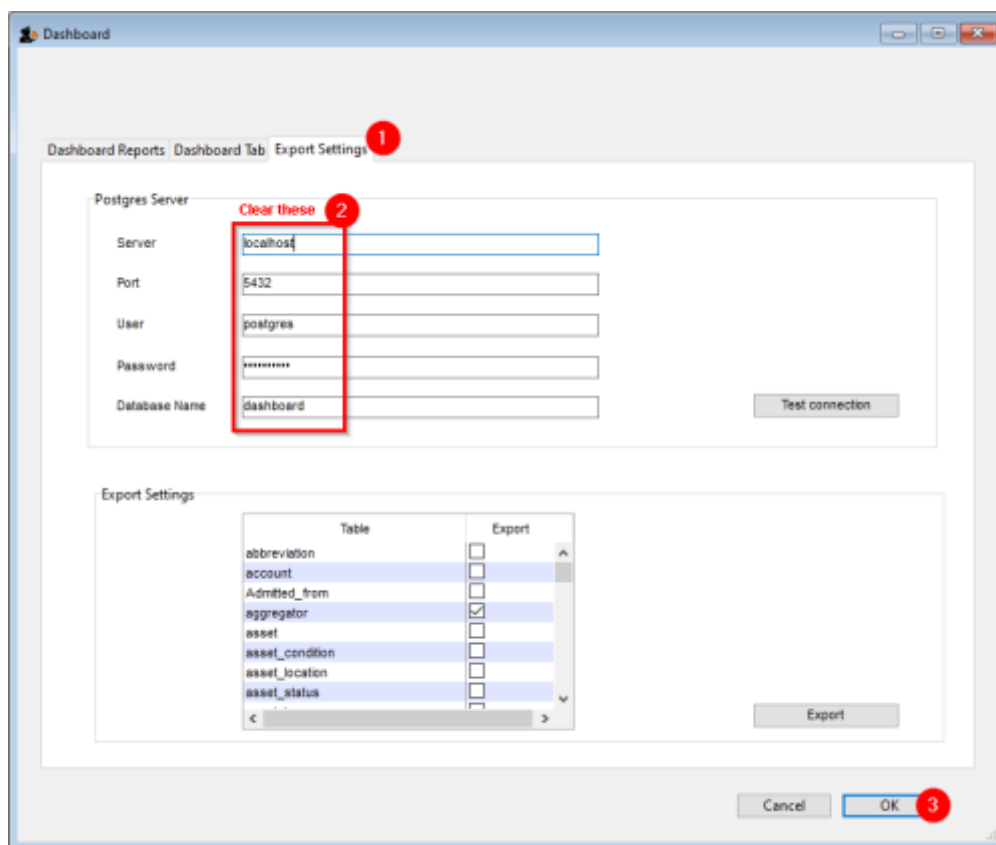 Dashboard
Dashboard Reports Dashboard Tab Export Settings 1
Postgres Server
Clear these 2
Server localhost
Port 5432
User postgres
Password ••••••••••
Database Name dashboard
Test connection
Export Settings
Table Export
abbreviation
account
Admitted_from
aggregator
asset
asset_condition
asset_location
asset_status
Export
Cancel OK 3